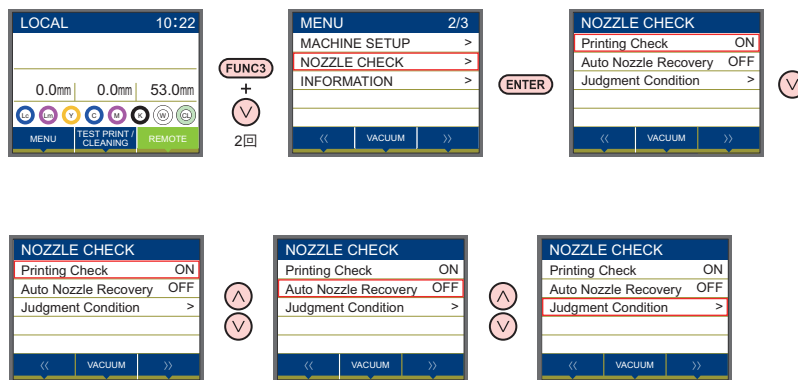 LOCAL 10:22
0.0mm 0.0mm 53.0mm
Lc Lm Y C M K W CL
MENU TEST PRINT / CLEANING REMOTE
FUNC3
+
2回
MENU 2/3
MACHINE SETUP >
NOZZLE CHECK >
INFORMATION >
<< VACUUM >>
ENTER
NOZZLE CHECK
Printing Check ON
Auto Nozzle Recovery OFF
Judgment Condition >
<< VACUUM >>
NOZZLE CHECK
Printing Check ON
Auto Nozzle Recovery OFF
Judgment Condition >
<< VACUUM >>
NOZZLE CHECK
Printing Check ON
Auto Nozzle Recovery OFF
Judgment Condition >
<< VACUUM >>
NOZZLE CHECK
Printing Check ON
Auto Nozzle Recovery OFF
Judgment Condition >
<< VACUUM >>